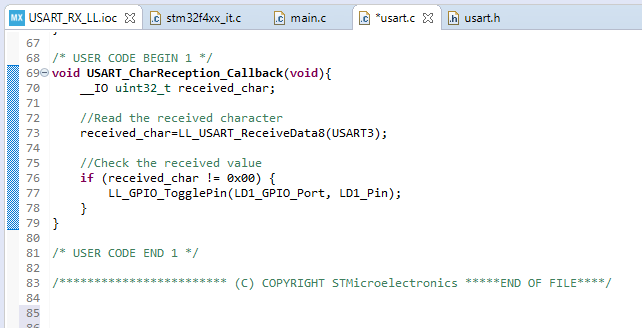 MX USART_RX_LL.ioc stm32f4xx_it.c main.c *usart.c usart.h
67
68 /* USER CODE BEGIN 1 */
69 void USART_CharReception_Callback(void){
70 __IO uint32_t received_char;
71
72 //Read the received character
73 received_char=LL_USART_ReceiveData8(USART3);
74
75 //Check the received value
76 if (received_char != 0x00) {
77 LL_GPIO_TogglePin(LD1_GPIO_Port, LD1_Pin);
78 }
79 }
80
81 /* USER CODE END 1 */
82
83 /************************ (C) COPYRIGHT STMicroelectronics *****END OF FILE****/
84
85
86